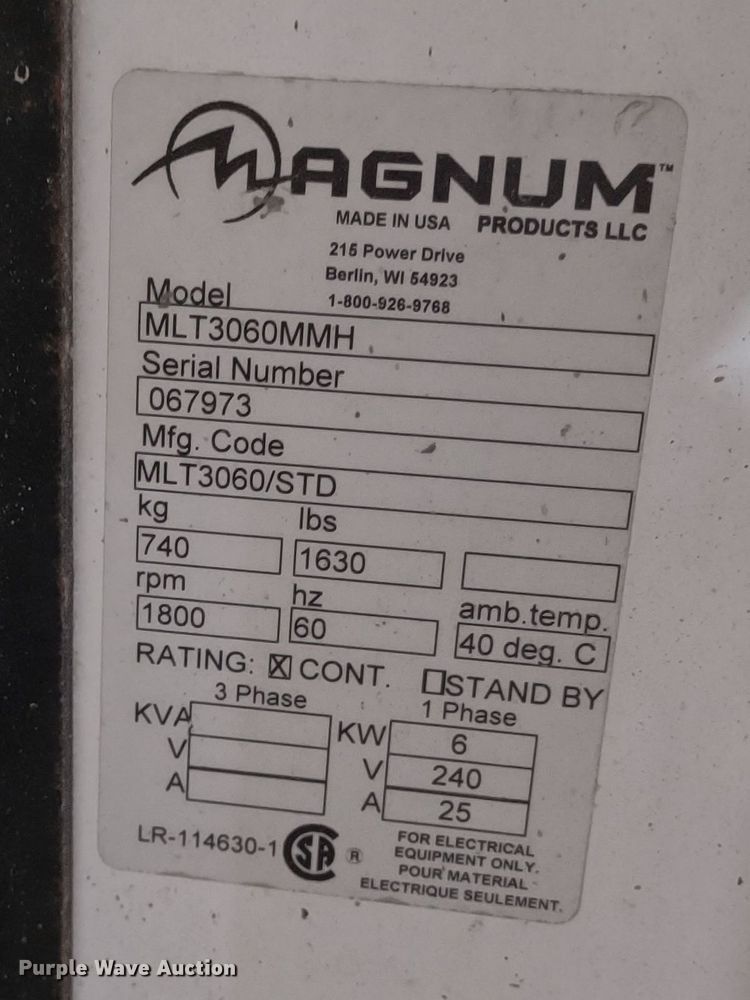 MAGNUM™
MADE IN USA PRODUCTS LLC
215 Power Drive
Berlin, WI 54923
1-800-926-9768
Model
MLT3060MMH
Serial Number
067973
Mfg. Code
MLT3060/STD
kg lbs
740 1630
rpm hz amb.temp.
1800 60 40 deg. C
RATING: X CONT. STAND BY
3 Phase 1 Phase
KVA KW 6
V V 240
A A 25
LR-114630-1 SA ®
FOR ELECTRICAL
EQUIPMENT ONLY.
POUR MATERIAL
ELECTRIQUE SEULEMENT.
Purple Wave Auction